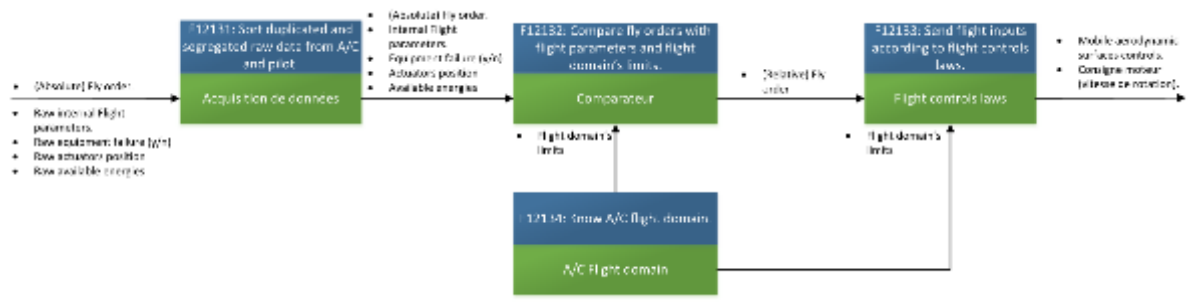 (Absolute) Fly order
Raw internal Flight
parameters.
Raw equipment failure (y/n)
Raw actuators position
Raw available energies
F12131: Sort duplicated and
segregated raw data from A/C
and pilot
Acquisition de donnees
(Absolute) Fly order.
Internal Flight
parameters.
Equipment failure (y/n)
Actuators position
Available energies
F12132: Compare fly orders with
flight parameters and flight
domain's limits.
Comparateur
Flight domain's
limits
(Relative) Fly
order
F12133: Send flight inputs
according to flight controls
laws.
Flight controls laws
Flight domain's
limits
Mobile aerodynamic
surfaces controls.
Consigne moteur
(vitesse de rotation).
F12134: Know A/C flight domain
A/C Flight domain